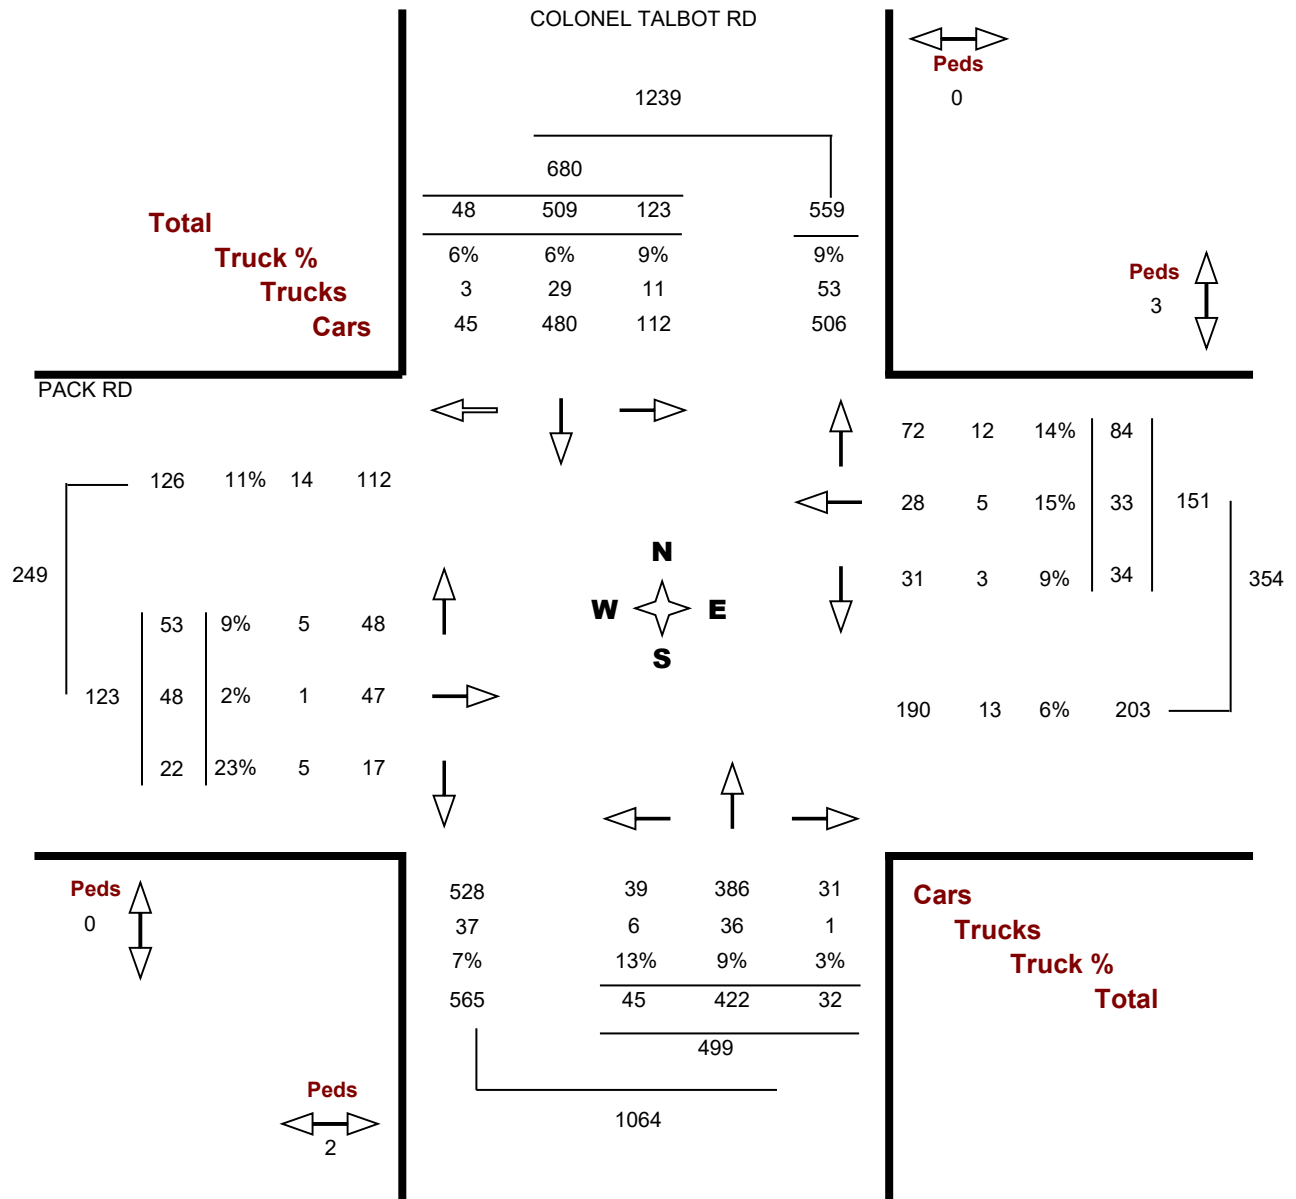 COLONEL TALBOT RD
Peds
0
1239
680
48 509 123 559
Total
6% 6% 9% 9%
Truck %
3 29 11 53
Trucks
45 480 112 506
Cars
Peds
3
PACK RD
72 12 14% 84
126 11% 14 112
28 5 15% 33 151
N
249
31 3 9% 34 354
W E
53 9% 5 48
S
123 48 2% 1 47
190 13 6% 203
22 23% 5 17
Peds
0
528 39 386 31
37 6 36 1
7% 13% 9% 3%
565 45 422 32
499
Cars
Trucks
Truck %
Total
Peds
2
1064